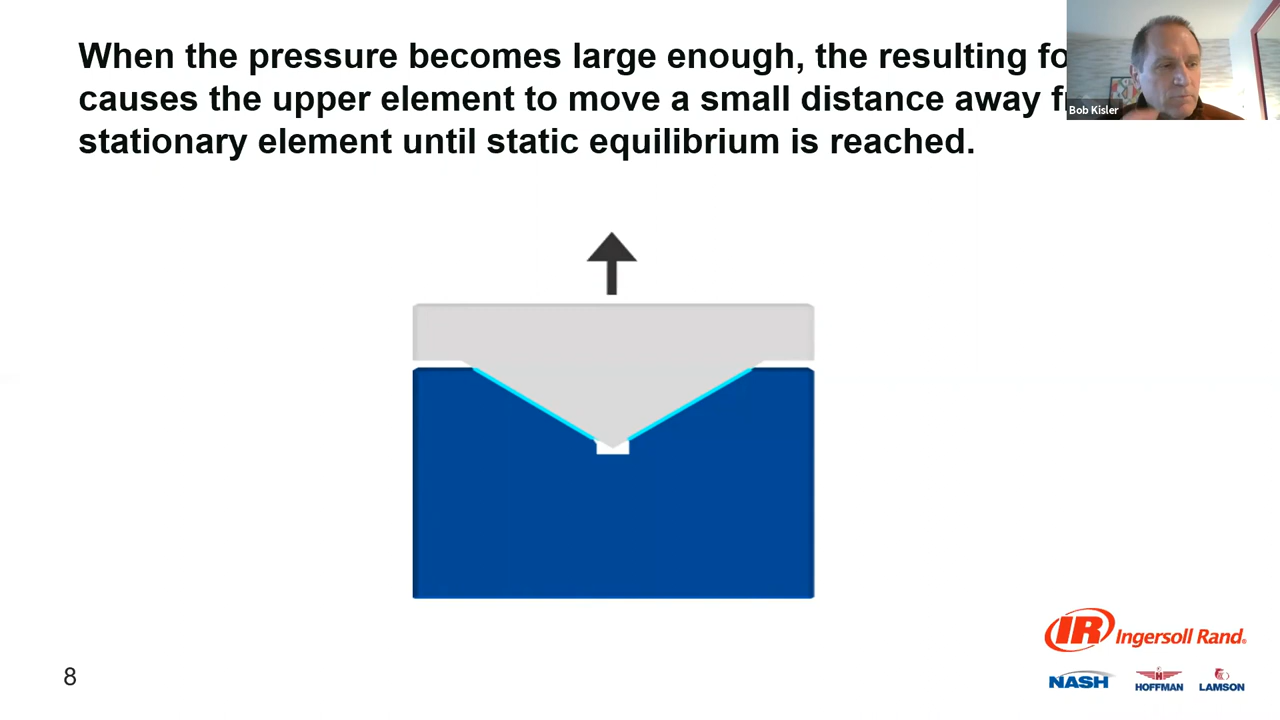 When the pressure becomes large enough, the resulting
causes the upper element to move a small distance away
stationary element until static equilibrium is reached.
Bob Kisler
IR Ingersoll Rand
NASH HOFFMAN LAMSON
8